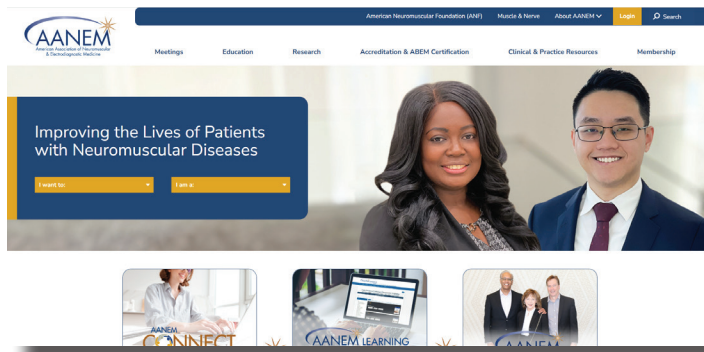 American Neuromuscular Foundation (ANF) Muscle & Nerve About AANEM Login Search
AANEM
American Association of Neuromuscular
& Electrodiagnostic Medicine
Meetings Education Research Accreditation & ABEM Certification Clinical & Practice Resources Membership
Improving the Lives of Patients
with Neuromuscular Diseases
I want to: I am a:
AANEM
CONNECT
AANEM LEARNING
AANEM